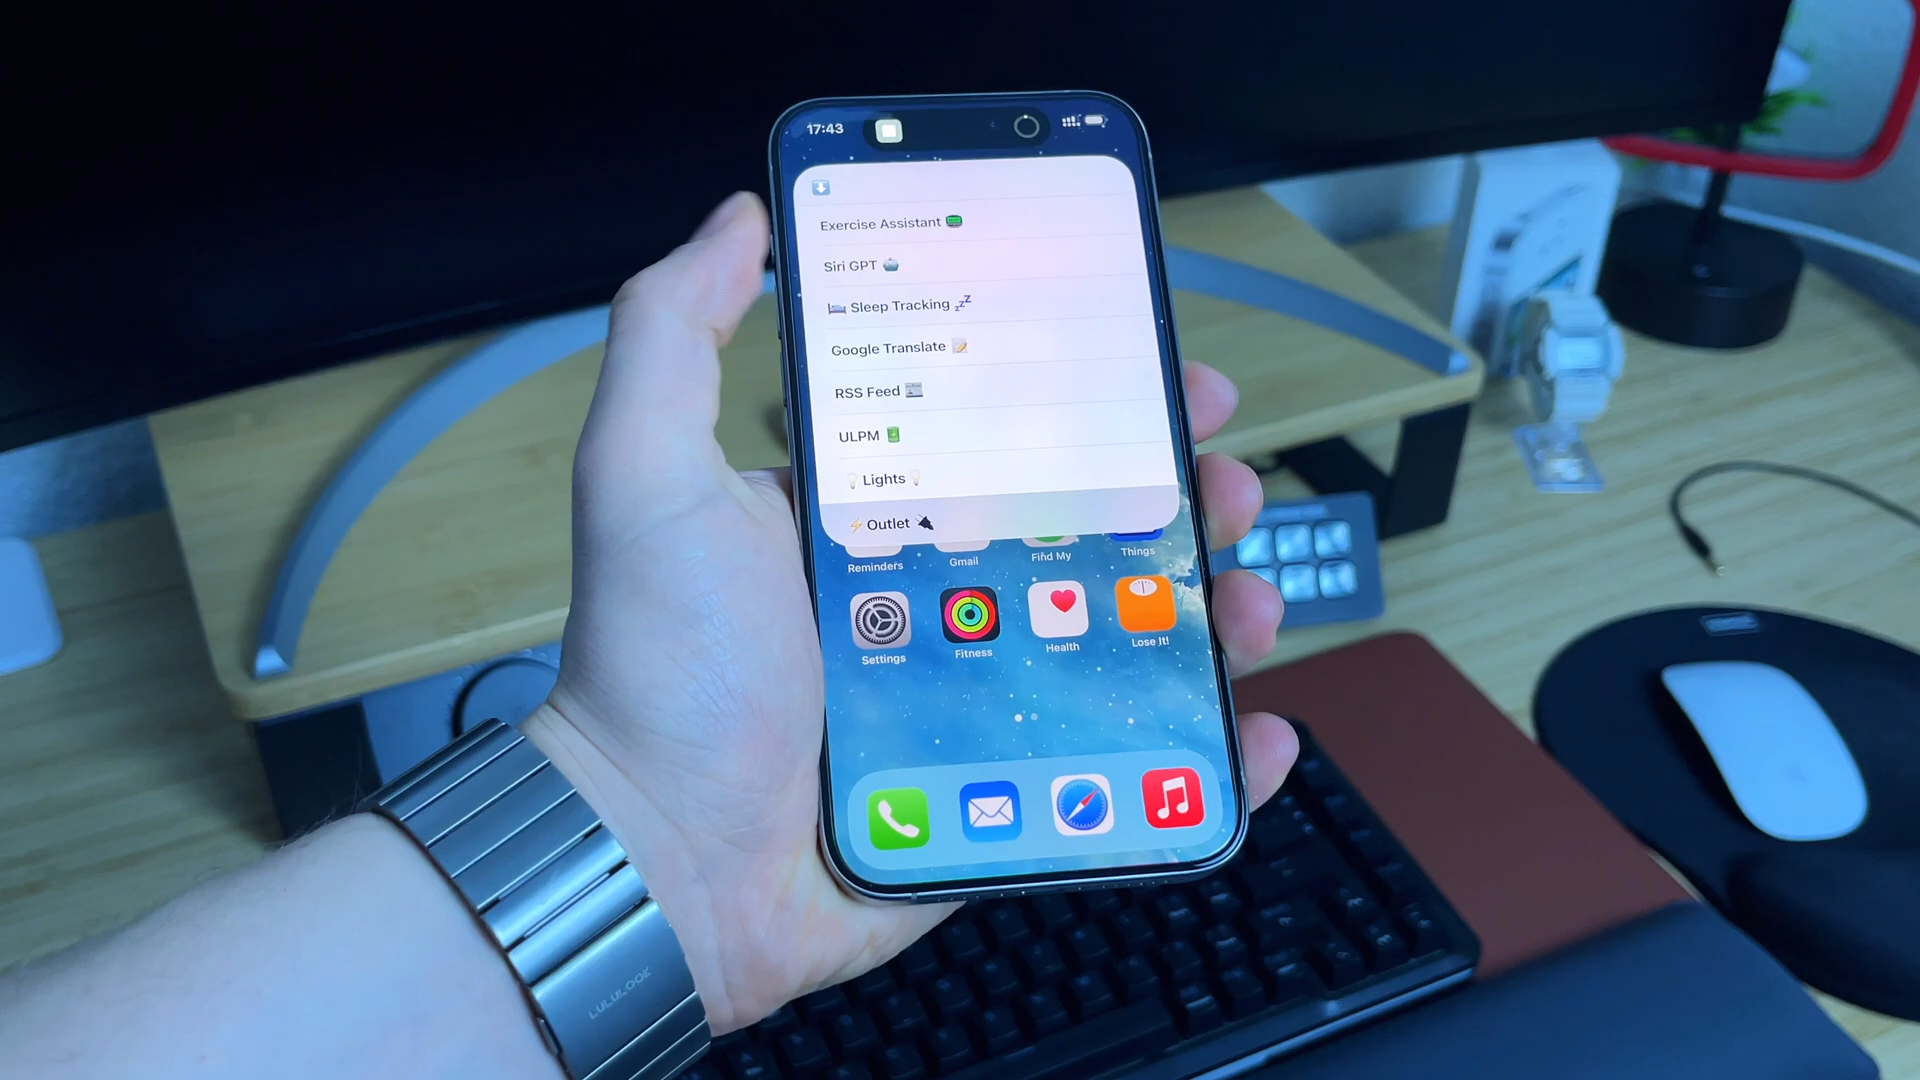 17:43
⬇️
Exercise Assistant 📟
Siri GPT 🤖
🛌 Sleep Tracking 💤
Google Translate 📝
RSS Feed 📰
ULPM 🔋
💡 Lights 💡
⚡ Outlet 🔌
Reminders
Gmail
Find My
Things
Settings
Fitness
Health
Lose It!
LULULOOK